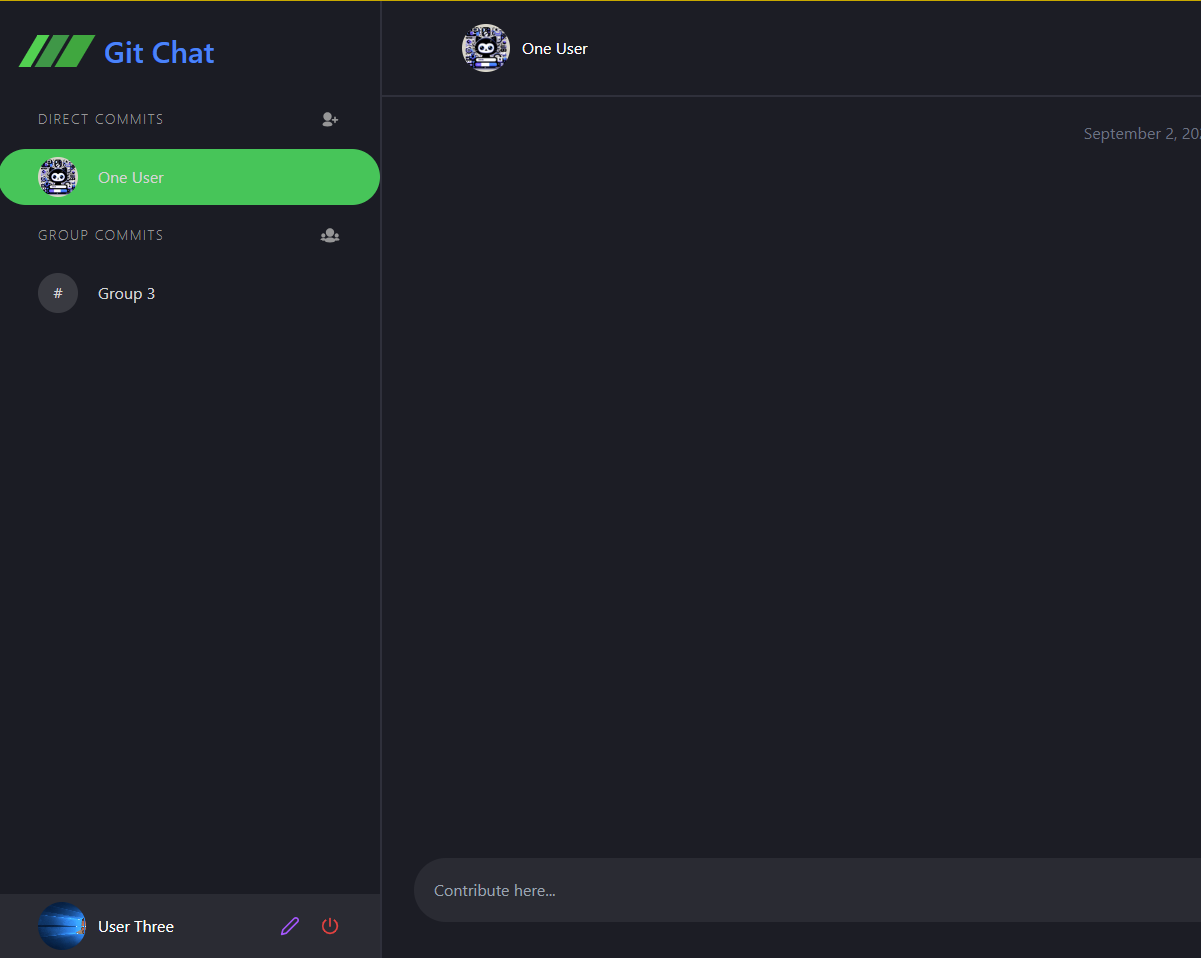 Git Chat
DIRECT COMMITS
One User
GROUP COMMITS
# Group 3
User Three
One User
September 2, 20
Contribute here...